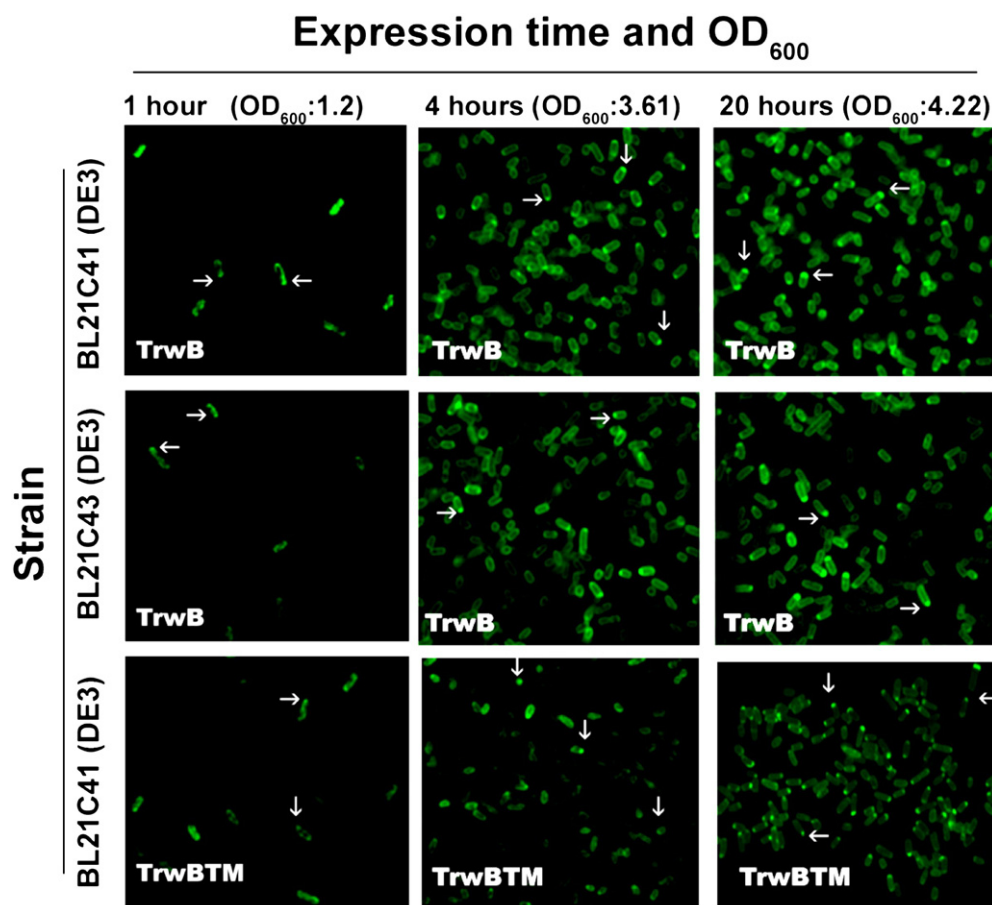 Expression time and OD600
1 hour (OD600:1.2) 4 hours (OD600:3.61) 20 hours (OD600:4.22)
Strain
BL21C41 (DE3)
TrwB TrwB TrwB
BL21C43 (DE3)
TrwB TrwB TrwB
BL21C41 (DE3)
TrwBTM TrwBTM TrwBTM